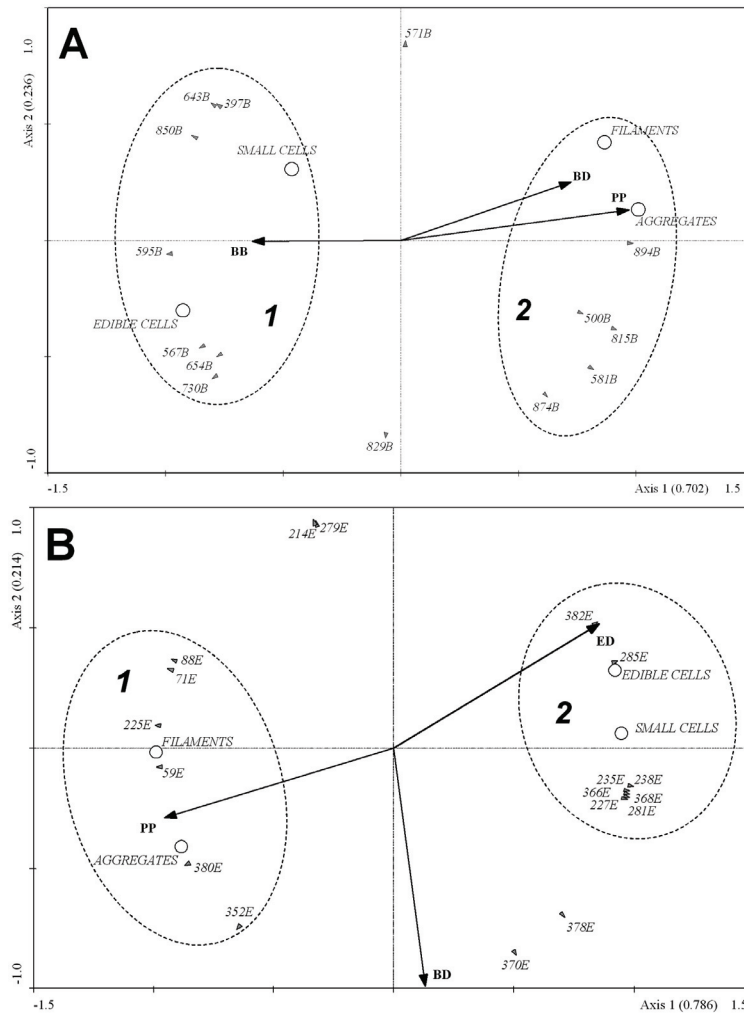 A
1.0
Axis 2 (0.236)
571B
643B
397B
850B
SMALL CELLS
FILAMENTS
BD
PP
AGGREGATES
BB
595B
894B
EDIBLE CELLS
1
2
500B
815B
567B
654B
730B
581B
874B
829B
-1.0
-1.5
Axis 1 (0.702)
1.5
B
1.0
Axis 2 (0.214)
279E
214E
382E
ED
88E
71E
1
285E
EDIBLE CELLS
225E
FILAMENTS
2
SMALL CELLS
59E
235E
238E
366E
368E
227E
281E
PP
AGGREGATES
380E
352E
378E
370E
BD
-1.0
-1.5
Axis 1 (0.786)
1.5